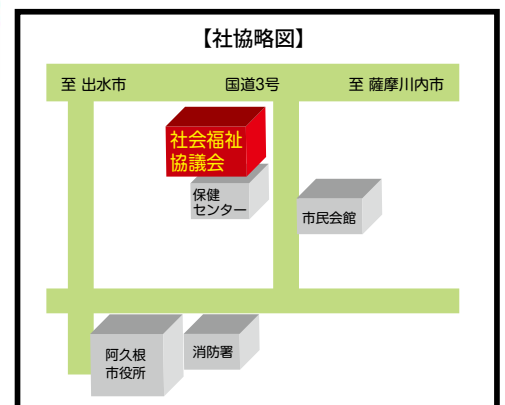 【社協略図】
至 出水市
国道3号
至 薩摩川内市
社会福祉
協議会
保健
センター
市民会館
阿久根
市役所
消防署